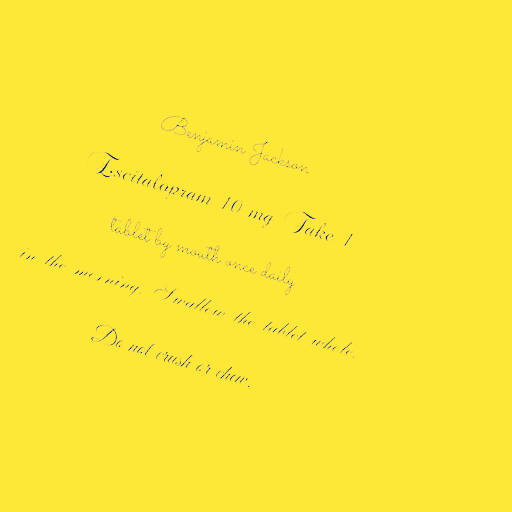 Benjamin Jackson
Escitalopram 10 mg Take 1
tablet by mouth once daily
in the morning. Swallow the tablet whole.
Do not crush or chew.